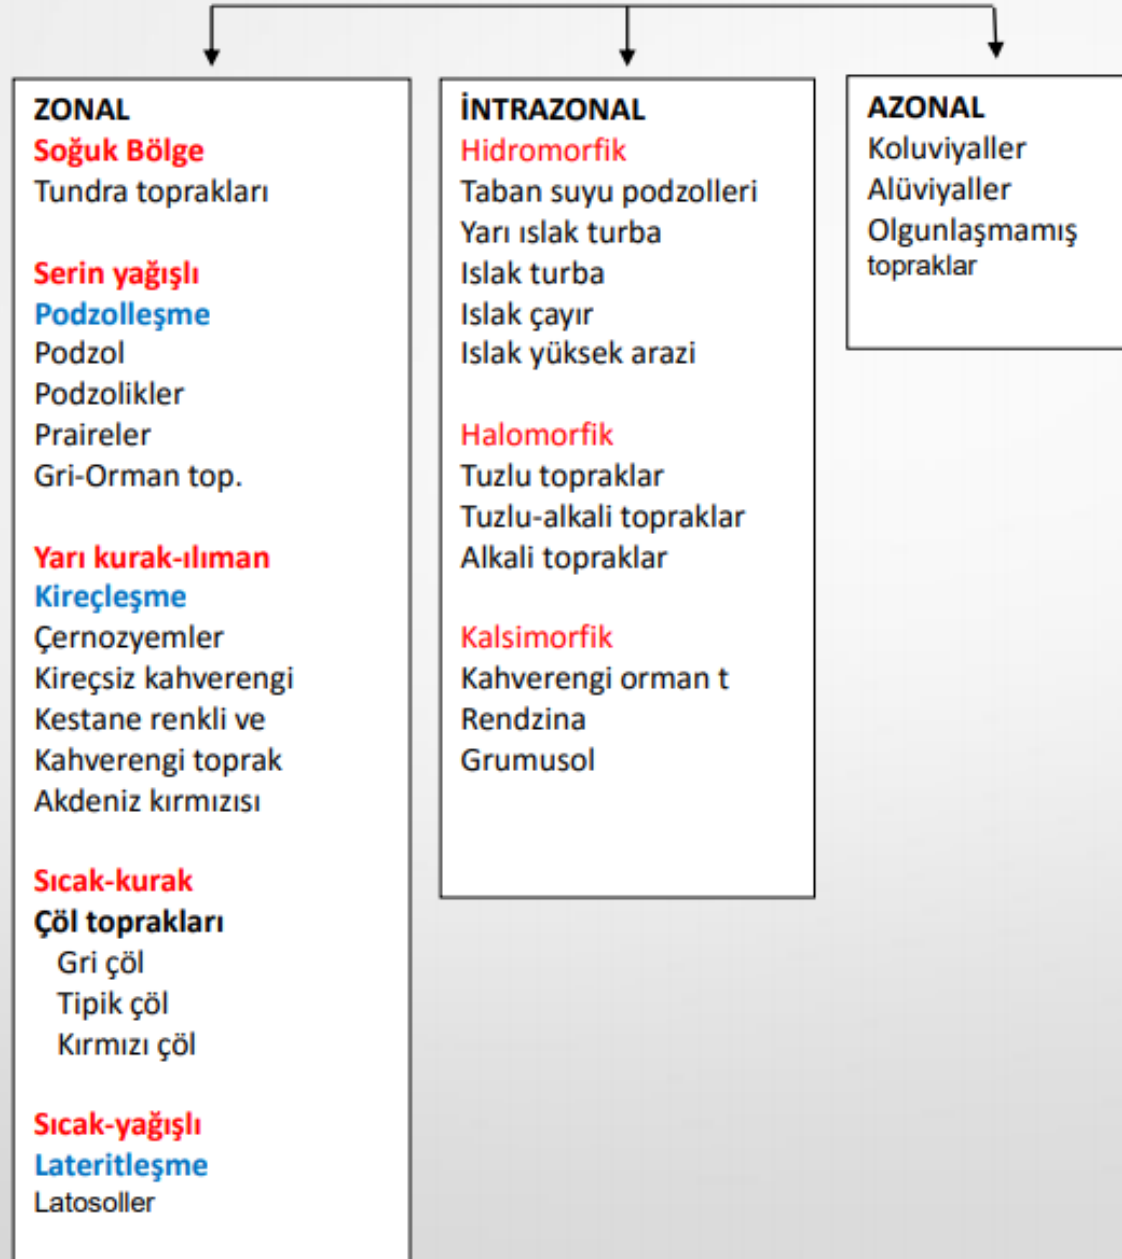 ZONAL
Soğuk Bölge
Tundra toprakları
Serin yağışlı
Podzolleşme
Podzol
Podzolikler
Praireler
Gri-Orman top.
Yarı kurak-ılıman
Kireçleşme
Çernozyemler
Kireçsiz kahverengi
Kestane renkli ve
Kahverengi toprak
Akdeniz kırmızısı
Sıcak-kurak
Çöl toprakları
Gri çöl
Tipik çöl
Kırmızı çöl
Sıcak-yağışlı
Lateritleşme
Latosoller
İNTRAZONAL
Hidromorfik
Taban suyu podzolleri
Yarı ıslak turba
Islak turba
Islak çayır
Islak yüksek arazi
Halomorfik
Tuzlu topraklar
Tuzlu-alkali topraklar
Alkali topraklar
Kalsimorfik
Kahverengi orman t
Rendzina
Grumusol
AZONAL
Koluviyaller
Alüviyaller
Olgunlaşmamış
topraklar